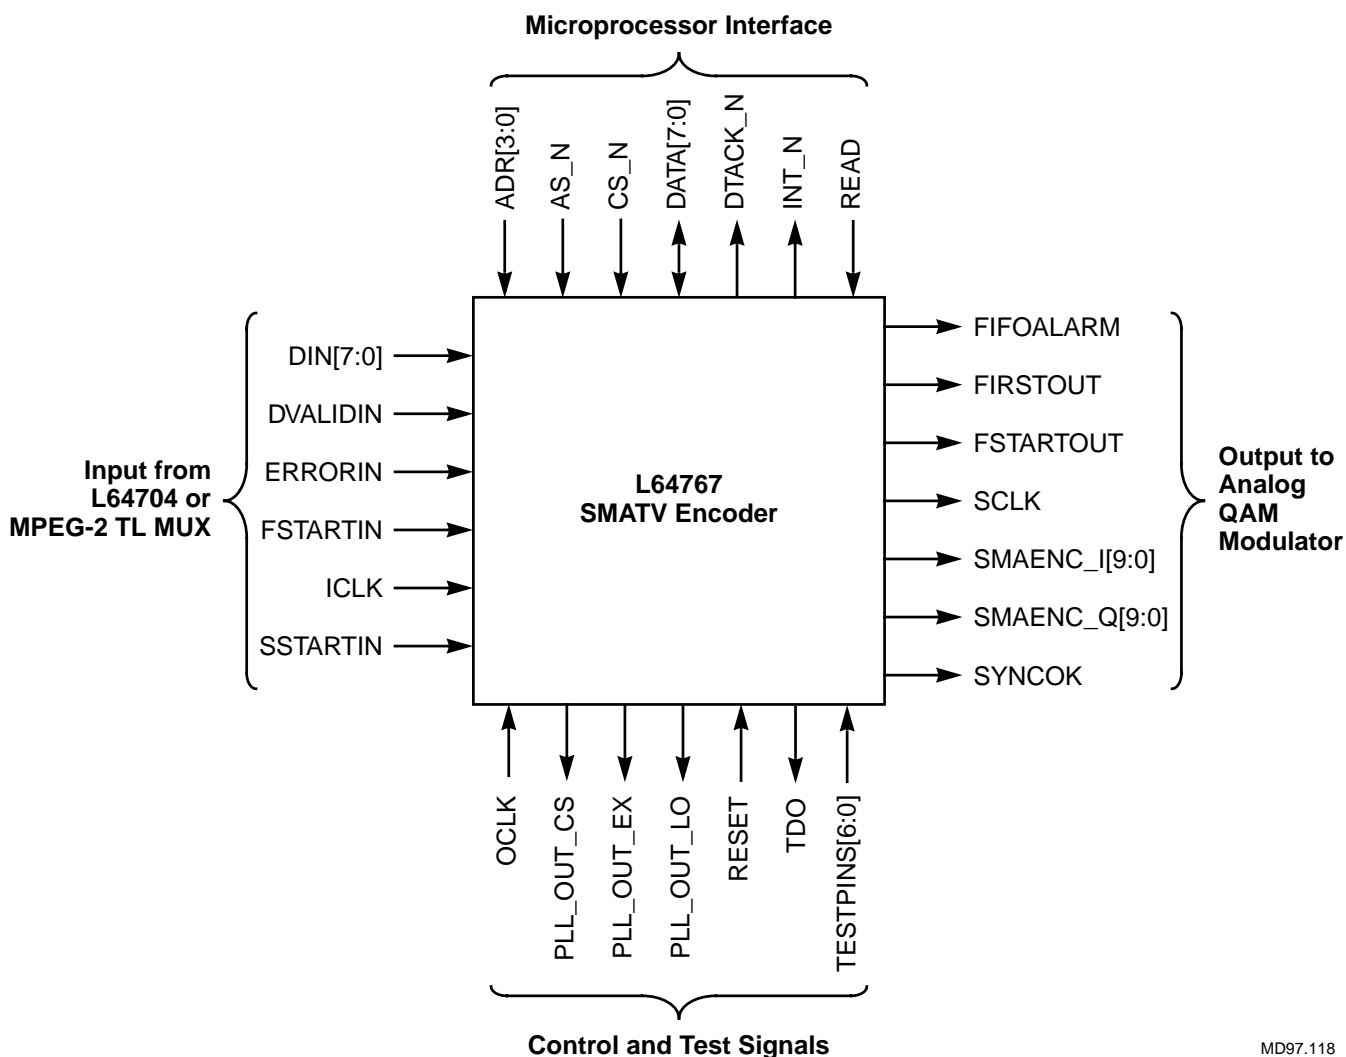 Microprocessor Interface
ADR[3:0]
AS_N
CS_N
DATA[7:0]
DTACK_N
INT_N
READ
Input from
L64704 or
MPEG-2 TL MUX
DIN[7:0]
DVALIDIN
ERRORIN
FSTARTIN
ICLK
SSTARTIN
L64767
SMATV Encoder
FIFOALARM
FIRSTOUT
FSTARTOUT
SCLK
SMAENC_I[9:0]
SMAENC_Q[9:0]
SYNCOK
Output to
Analog
QAM
Modulator
OCLK
PLL_OUT_CS
PLL_OUT_EX
PLL_OUT_LO
RESET
TDO
TESTPINS[6:0]
Control and Test Signals
MD97.118